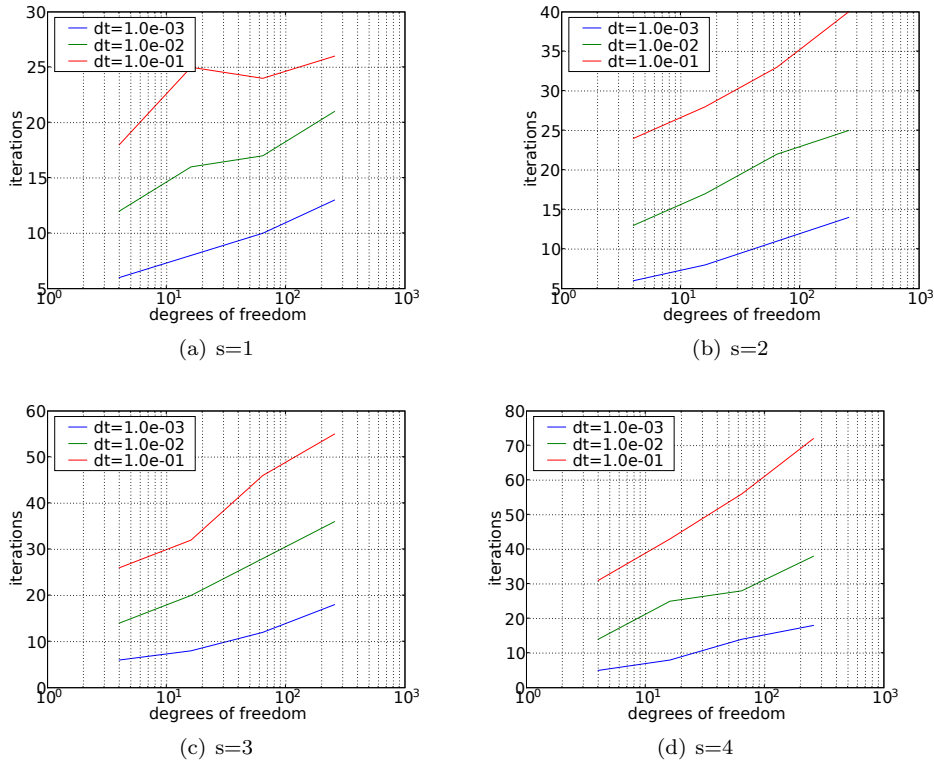 30
25
20
15
10
5
iterations
dt=1.0e-03
dt=1.0e-02
dt=1.0e-01
10^0 10^1 10^2 10^3
degrees of freedom
(a) s=1
40
35
30
25
20
15
10
5
iterations
dt=1.0e-03
dt=1.0e-02
dt=1.0e-01
10^0 10^1 10^2 10^3
degrees of freedom
(b) s=2
60
50
40
30
20
10
0
iterations
dt=1.0e-03
dt=1.0e-02
dt=1.0e-01
10^0 10^1 10^2 10^3
degrees of freedom
(c) s=3
80
70
60
50
40
30
20
10
0
iterations
dt=1.0e-03
dt=1.0e-02
dt=1.0e-01
10^0 10^1 10^2 10^3
degrees of freedom
(d) s=4